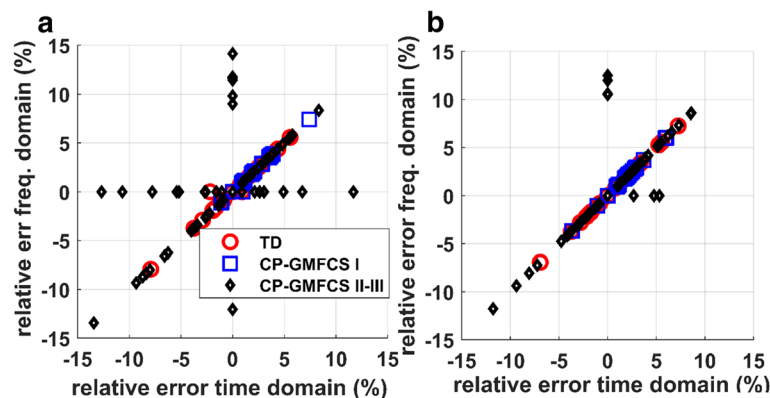 a
b
relative err freq. domain (%)
15
10
5
0
-5
-10
-15
-15 -10 -5 0 5 10 15
relative error time domain (%)
TD
CP-GMFCS I
CP-GMFCS II-III
relative error freq. domain (%)
15
10
5
0
-5
-10
-15
-15 -10 -5 0 5 10 15
relative error time domain (%)